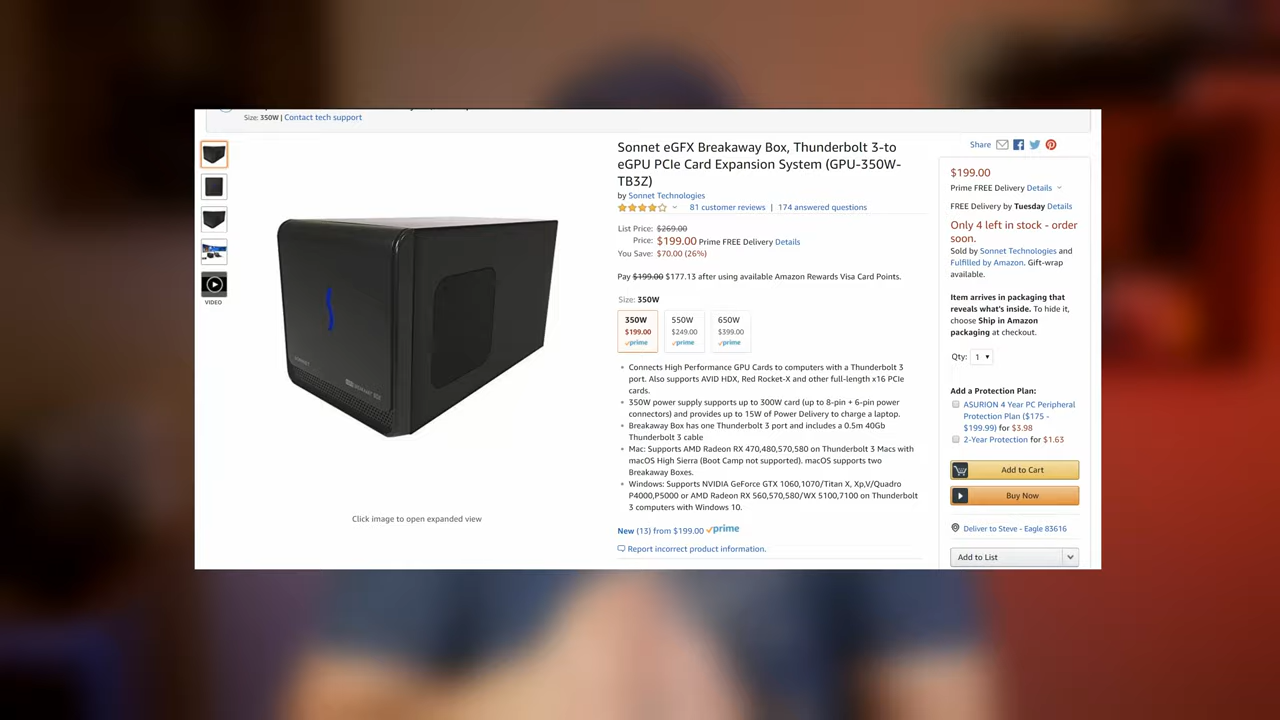 Size: 350W | Contact tech support
VIDEO
Click image to open expanded view
Sonnet eGFX Breakaway Box, Thunderbolt 3-to
eGPU PCIe Card Expansion System (GPU-350W-
TB3Z)
by Sonnet Technologies
81 customer reviews | 174 answered questions
List Price: $269.00
Price: $199.00 Prime FREE Delivery Details
You Save: $70.00 (26%)
Pay $199.00 $177.13 after using available Amazon Rewards Visa Card Points.
Size: 350W
350W 550W 650W
$199.00 $249.00 $399.00
prime prime prime
Connects High Performance GPU Cards to computers with a Thunderbolt 3
port. Also supports AVID HDX, Red Rocket-X and other full-length x16 PCIe
cards.
350W power supply supports up to 300W card (up to 8-pin + 6-pin power
connectors) and provides up to 15W of Power Delivery to charge a laptop.
Breakaway Box has one Thunderbolt 3 port and includes a 0.5m 40Gb
Thunderbolt 3 cable
Mac: Supports AMD Radeon RX 470,480,570,580 on Thunderbolt 3 Macs with
macOS High Sierra (Boot Camp not supported). macOS supports two
Breakaway Boxes.
Windows: Supports NVIDIA GeForce GTX 1060,1070/Titan X, Xp,V/Quadro
P4000,P5000 or AMD Radeon RX 560,570,580/WX 5100,7100 on Thunderbolt
3 computers with Windows 10.
New (13) from $199.00 prime
Report incorrect product information.
Share
$199.00
Prime FREE Delivery Details
FREE Delivery by Tuesday Details
Only 4 left in stock - order
soon.
Sold by Sonnet Technologies and
Fulfilled by Amazon. Gift-wrap
available.
Item arrives in packaging that
reveals what's inside. To hide it,
choose Ship in Amazon
packaging at checkout.
Qty: 1
Add a Protection Plan:
ASURION 4 Year PC Peripheral
Protection Plan ($175 -
$199.99) for $3.98
2-Year Protection for $1.63
Add to Cart
Buy Now
Deliver to Steve - Eagle 83616
Add to List